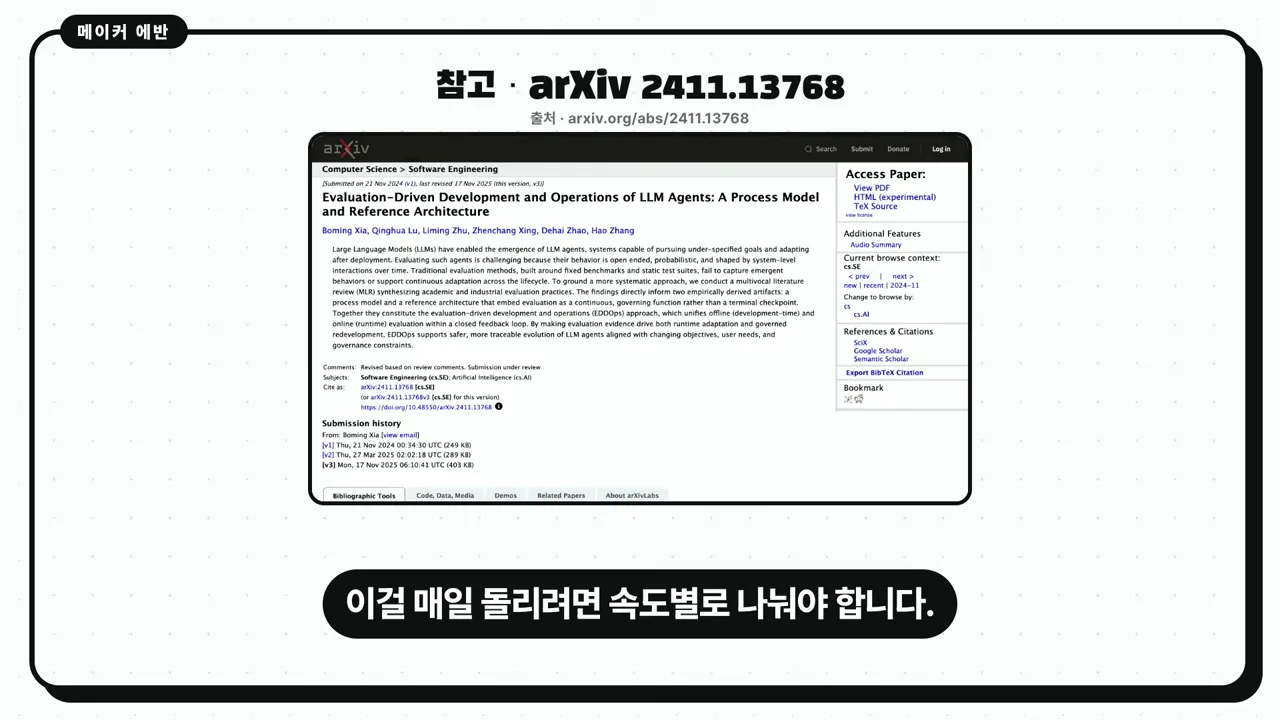 메이커 에반
참고 · arXiv 2411.13768
출처 · arxiv.org/abs/2411.13768
arXiv
Search Submit Donate Log in
Computer Science > Software Engineering
[Submitted on 21 Nov 2024 (v1), last revised 17 Nov 2025 (this version, v3)]
Evaluation-Driven Development and Operations of LLM Agents: A Process Model
and Reference Architecture
Boming Xia, Qinghua Lu, Liming Zhu, Zhenchang Xing, Dehai Zhao, Hao Zhang
Large Language Models (LLMs) have enabled the emergence of LLM agents, systems capable of pursuing under-specified goals and adapting
after deployment. Evaluating such agents is challenging because their behavior is open ended, probabilistic, and shaped by system-level
interactions over time. Traditional evaluation methods, built around fixed benchmarks and static test suites, fail to capture emergent
behaviors or support continuous adaptation across the lifecycle. To ground a more systematic approach, we conduct a multivocal literature
review (MLR) synthesizing academic and industrial evaluation practices. The findings directly inform two empirically derived artifacts: a
process model and a reference architecture that embed evaluation as a continuous, governing function rather than a terminal checkpoint.
Together they constitute the evaluation-driven development and operations (EDDOps) approach, which unifies offline (development-time) and
online (runtime) evaluation within a closed feedback loop. By making evaluation evidence drive both runtime adaptation and governed
redevelopment, EDDOps supports safer, more traceable evolution of LLM agents aligned with changing objectives, user needs, and
governance constraints.
Comments: Revised based on review comments. Submission under review
Subjects: Software Engineering (cs.SE); Artificial Intelligence (cs.AI)
Cite as: arXiv:2411.13768 [cs.SE]
(or arXiv:2411.13768v3 [cs.SE] for this version)
https://doi.org/10.48550/arXiv.2411.13768
Submission history
From: Boming Xia [view email]
[v1] Thu, 21 Nov 2024 00:34:30 UTC (249 KB)
[v2] Thu, 27 Mar 2025 02:02:18 UTC (289 KB)
[v3] Mon, 17 Nov 2025 06:10:41 UTC (403 KB)
Bibliographic Tools Code, Data, Media Demos Related Papers About arXivLabs
Access Paper:
View PDF
HTML (experimental)
TeX Source
view license
Additional Features
Audio Summary
Current browse context:
cs.SE
< prev | next >
new | recent | 2024-11
Change to browse by:
cs
cs.AI
References & Citations
SciX
Google Scholar
Semantic Scholar
Export BibTeX Citation
Bookmark
이걸 매일 돌리려면 속도별로 나눠야 합니다.